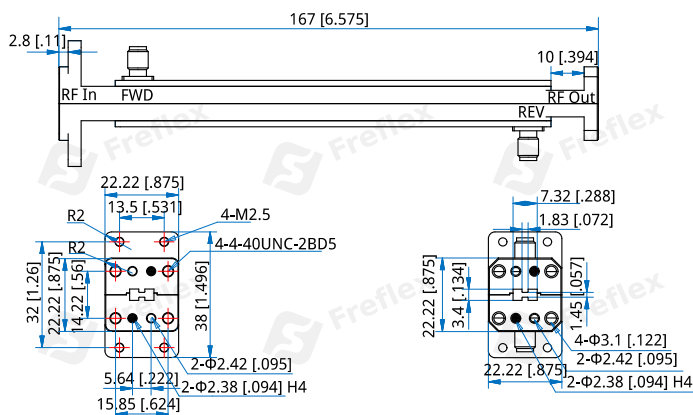 167 [6.575]
2.8 [.11]
10 [.394]
RF In
FWD
RF Out
REV
Freflex
Freflex
Freflex
22.22 [.875]
13.5 [.531]
R2
4-M2.5
R2
4-4-40UNC-2BD5
32 [1.26]
22.22 [.875]
14.22 [.56]
38 [1.496]
2-Φ2.42 [.095]
5.64 [.222]
2-Φ2.38 [.094] H4
15.85 [.624]
7.32 [.288]
1.83 [.072]
22.22 [.875]
3.4 [.134]
1.45 [.057]
4-Φ3.1 [.122]
2-Φ2.42 [.095]
22.22 [.875]
2-Φ2.38 [.094] H4
Freflex
Freflex